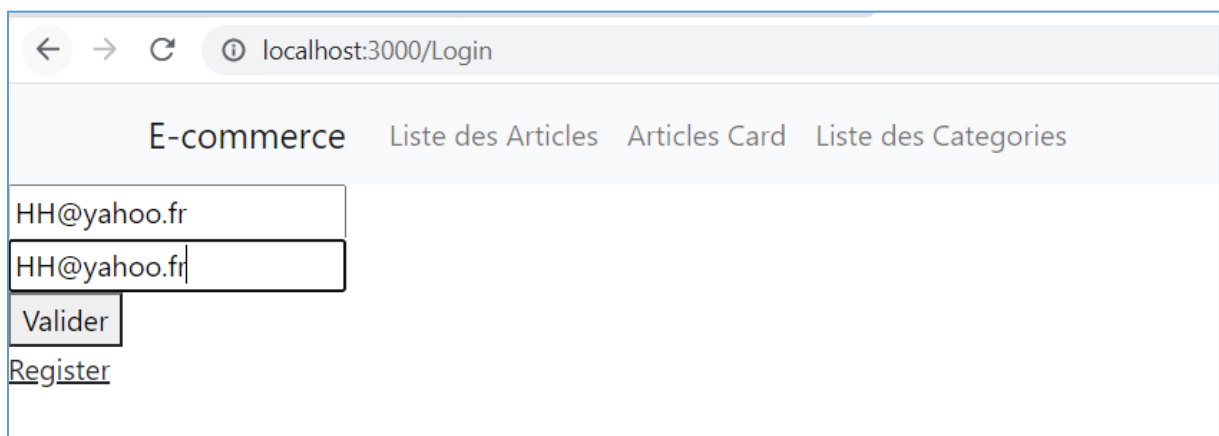 localhost:3000/Login
E-commerce Liste des Articles Articles Card Liste des Categories
HH@yahoo.fr
HH@yahoo.fr
Valider
Register